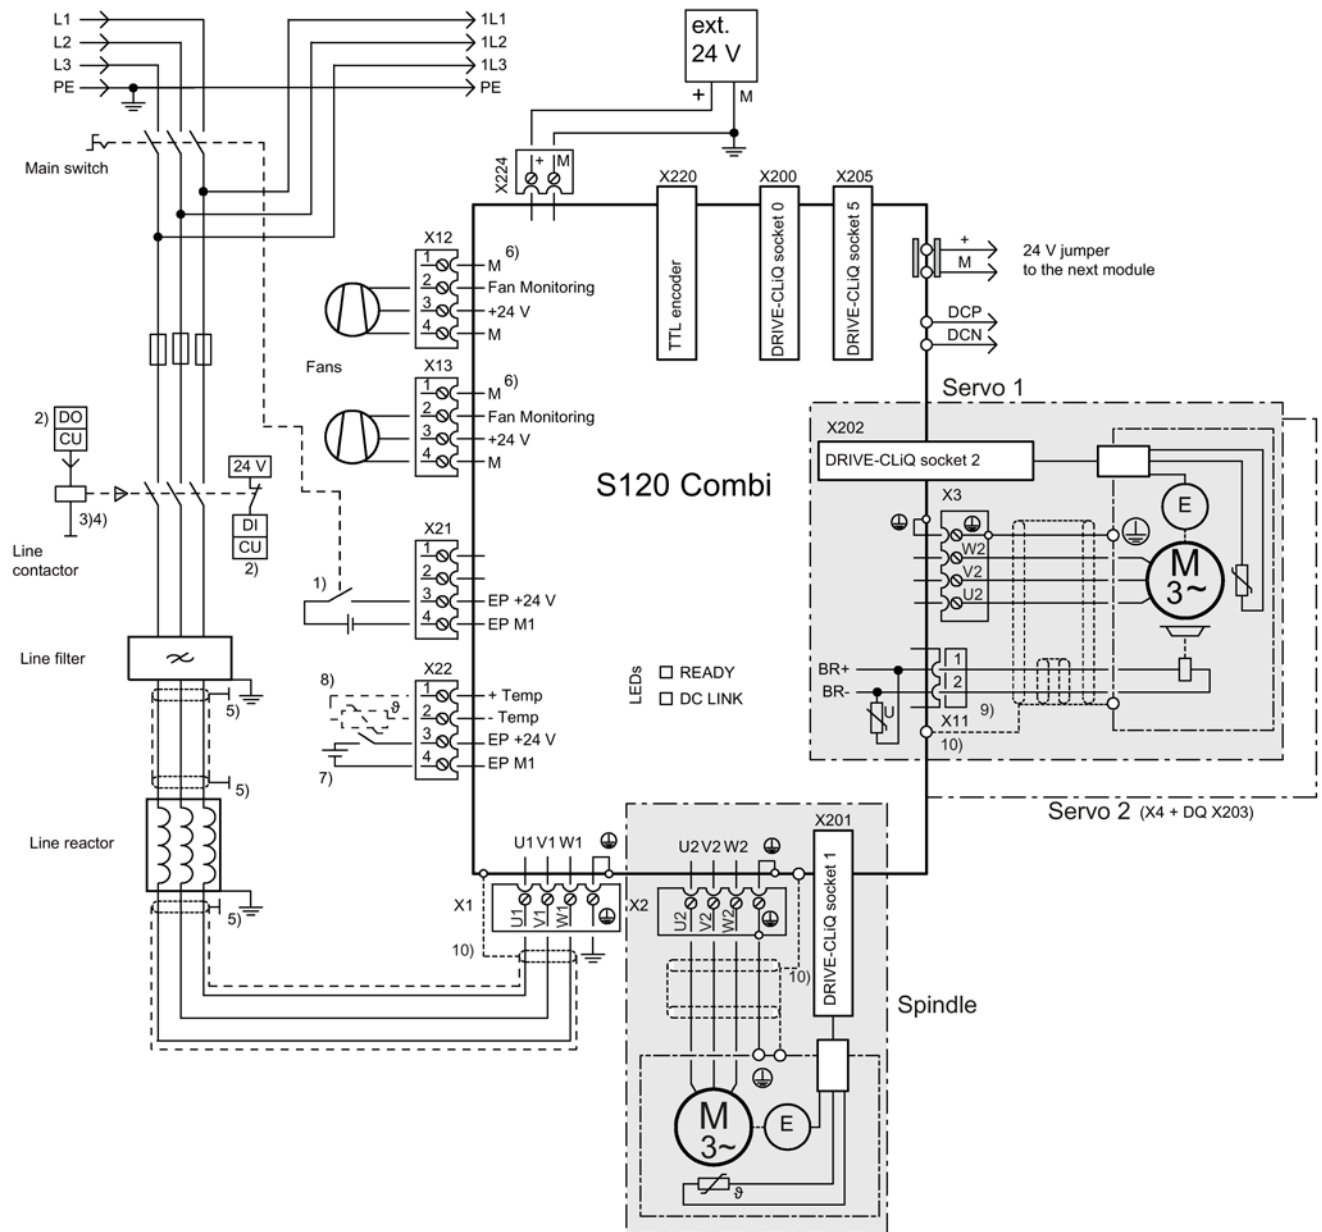 L1
L2
L3
PE
1L1
1L2
1L3
PE
ext.
24 V
+
M
Main switch
X224
+
M
X220
TTL encoder
X200
DRIVE-CLiQ socket 0
X205
DRIVE-CLiQ socket 5
+
M
24 V jumper
to the next module
DCP
DCN
X12
1
M 6)
2
Fan Monitoring
3
+24 V
4
M
Fans
X13
1
M 6)
2
Fan Monitoring
3
+24 V
4
M
S120 Combi
Servo 1
X202
DRIVE-CLiQ socket 2
X3
W2
V2
U2
E
M
3~
BR+
BR-
1
2
U
X11
9)
10)
Servo 2 (X4 + DQ X203)
2)
DO
CU
24 V
3)4)
DI
CU
2)
Line
contactor
X21
1
2
3
EP +24 V
4
EP M1
1)
Line filter
5)
5)
X22
1
+ Temp
2
- Temp
3
EP +24 V
4
EP M1
8)
ϑ
7)
LEDs
READY
DC LINK
Line reactor
5)
U1 V1 W1
X1
U1
V1
W1
10)
U2 V2 W2
X2
U2
V2
W2
10)
X201
DRIVE-CLiQ socket 1
Spindle
M
3~
E
ϑ